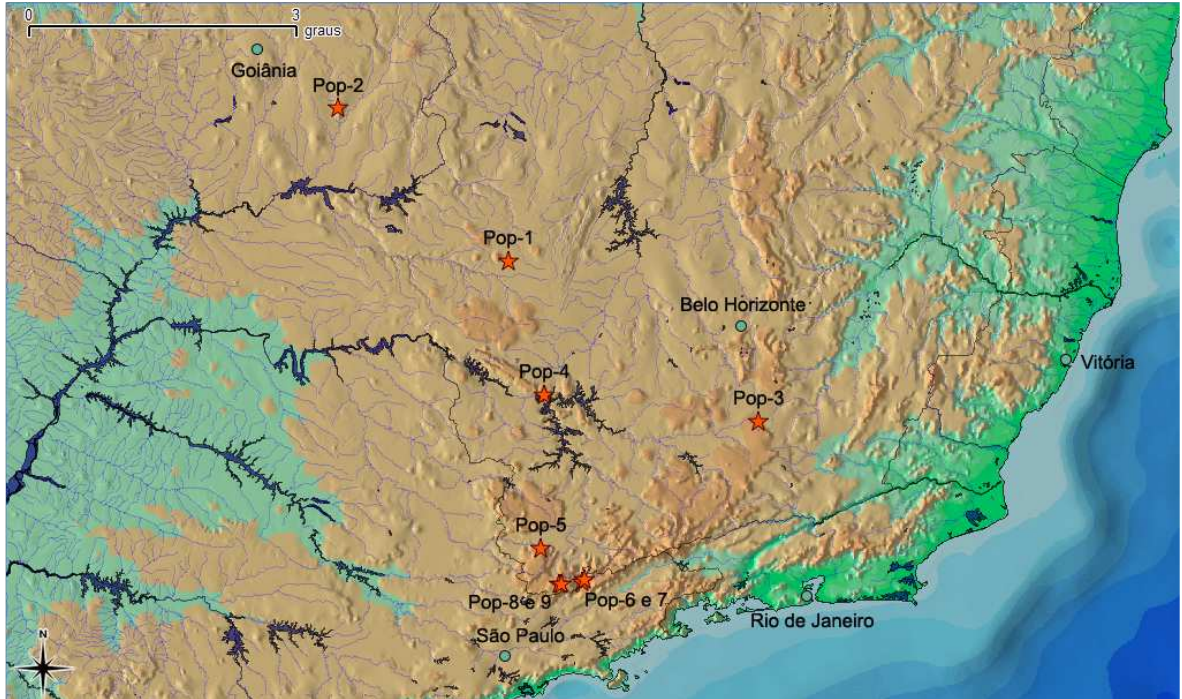 0 3
graus
Goiânia
Pop-2
Pop-1
Belo Horizonte
Vitória
Pop-4
Pop-3
Pop-5
Pop-8 e 9
Pop-6 e 7
Rio de Janeiro
São Paulo
N